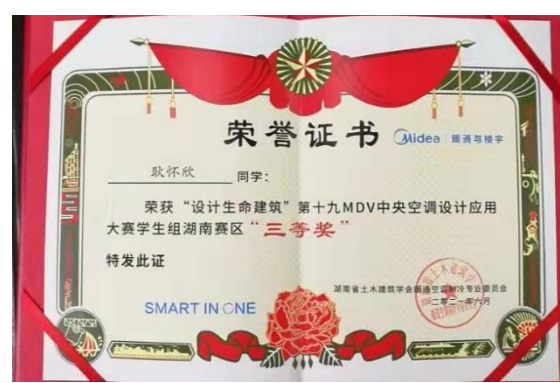 荣誉证书
Midea 暖通与楼宇
耿怀欣 同学：
荣获“设计生命建筑”第十九MDV中央空调设计应用
大赛学生组湖南赛区“三等奖”
特发此证
湖南省土木建筑学会暖通空调制冷专业委员会
二零二一年六月
SMART IN ONE